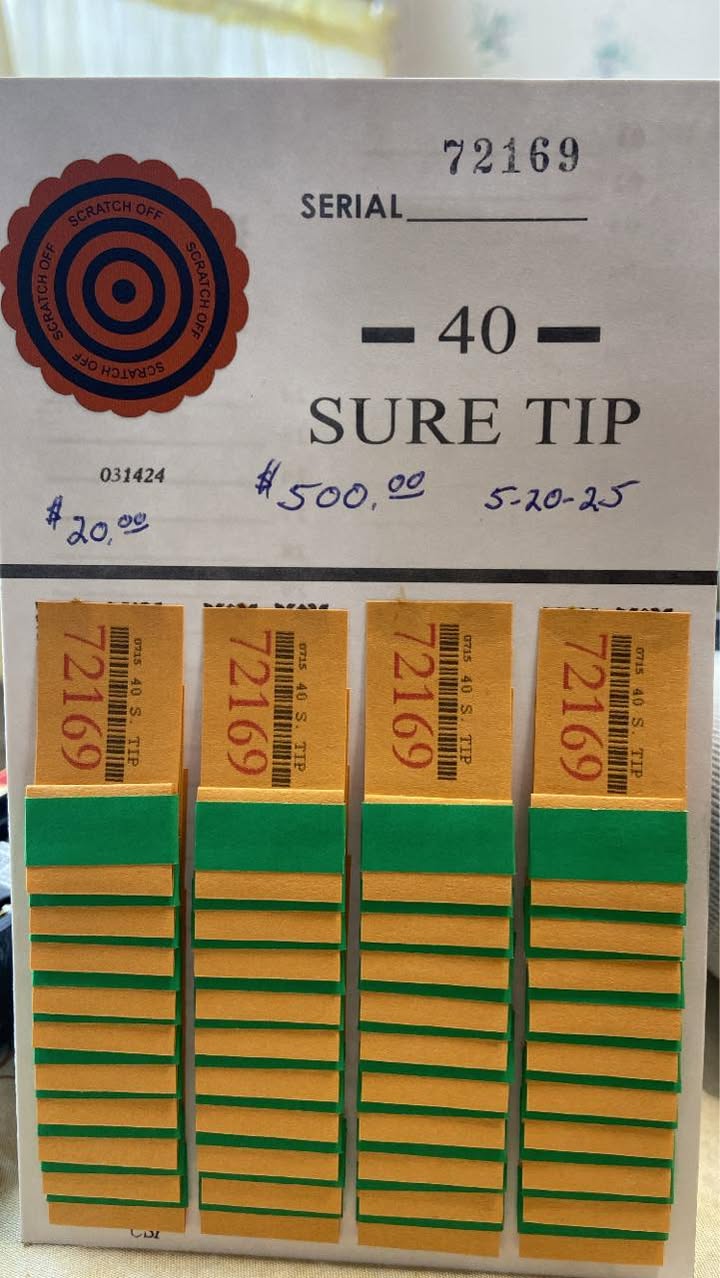 72169
SERIAL
SCRATCH OFF SCRATCH OFF SCRATCH OFF SCRATCH OFF
- 40 -
SURE TIP
031424
$20.00
$500.00
5-20-25
0715 40 S. TIP
72169
0715 40 S. TIP
72169
0715 40 S. TIP
72169
0715 40 S. TIP
72169